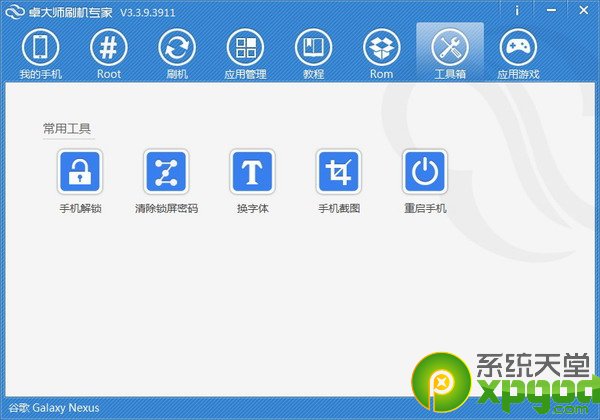 卓大师刷机专家 V3.3.9.3911
我的手机 Root 刷机 应用管理 教程 Rom 工具箱 应用游戏
常用工具
手机解锁 清除锁屏密码 换字体 手机截图 重启手机
谷歌 Galaxy Nexus
系统天堂
xpgod